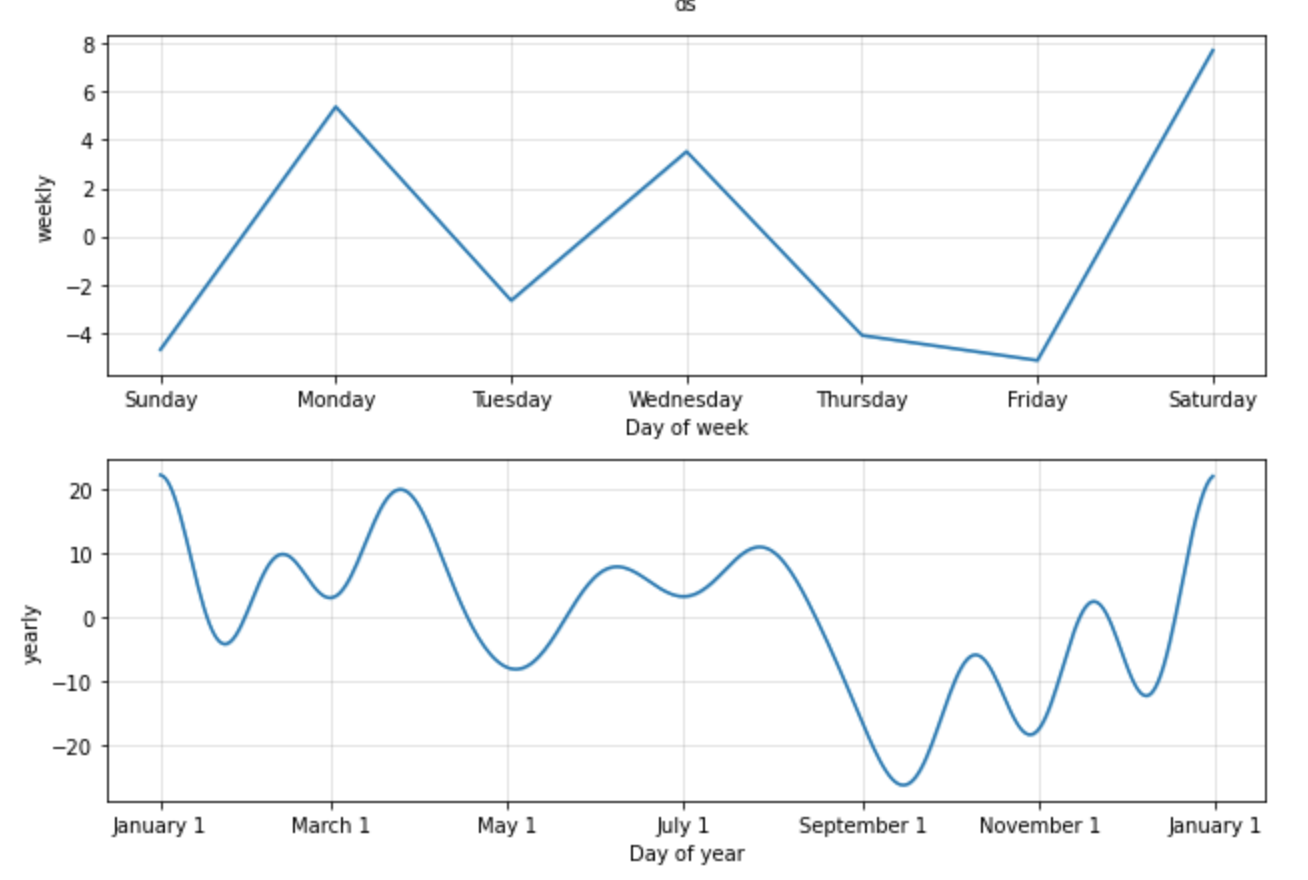 ds
8
6
4
2
0
−2
−4
weekly
Sunday Monday Tuesday Wednesday Thursday Friday Saturday
Day of week
20
10
0
−10
−20
yearly
January 1 March 1 May 1 July 1 September 1 November 1 January 1
Day of year